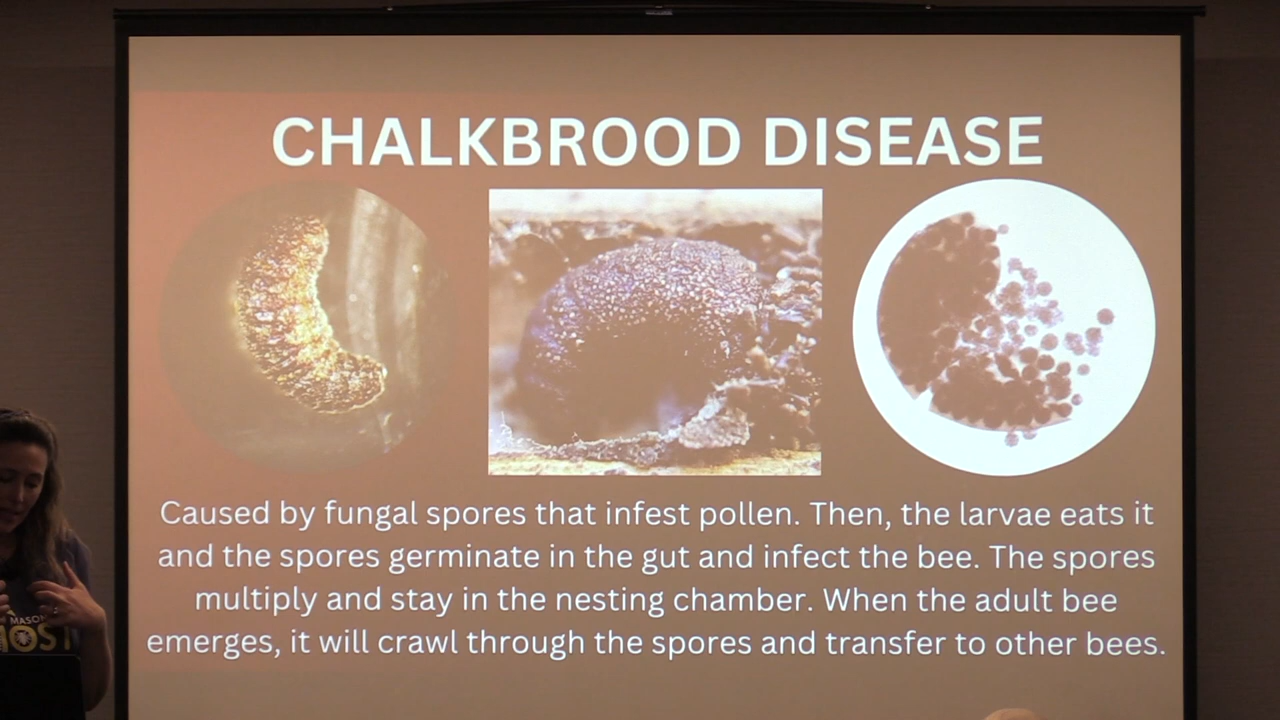 CHALKBROOD DISEASE
Caused by fungal spores that infest pollen. Then, the larvae eats it
and the spores germinate in the gut and infect the bee. The spores
multiply and stay in the nesting chamber. When the adult bee
emerges, it will crawl through the spores and transfer to other bees.